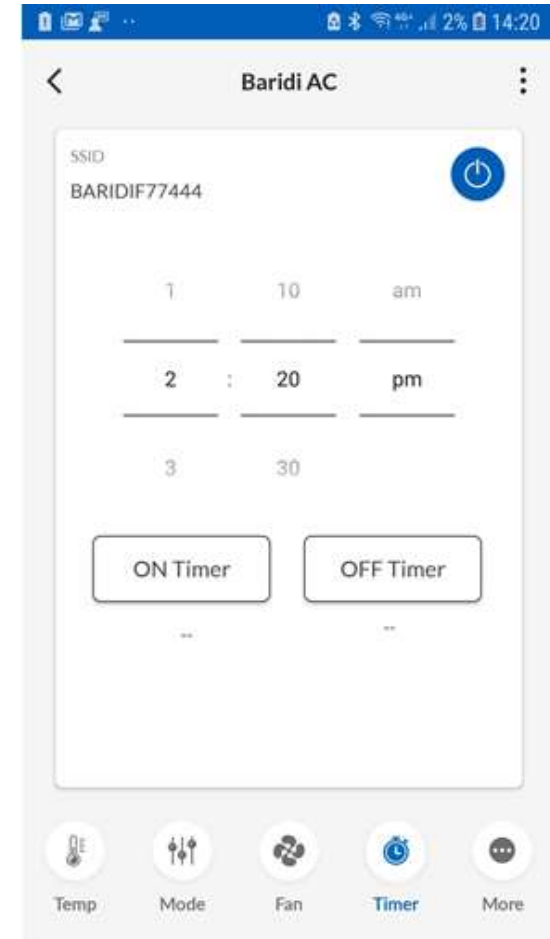 2% 14:20
Baridi AC
SSID
BARIDIF77444
1 10 am
2 : 20 pm
3 30
ON Timer OFF Timer
-- --
Temp Mode Fan Timer More